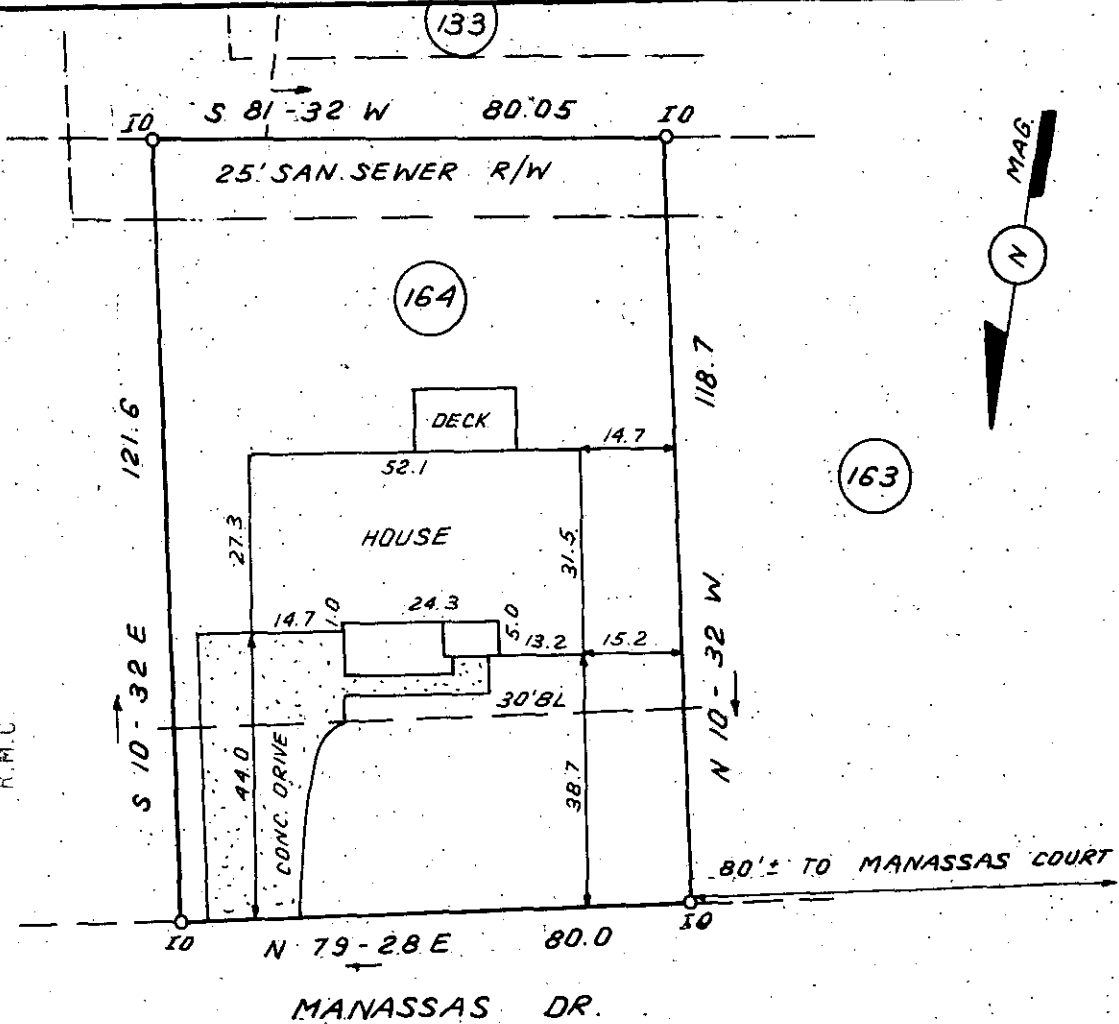 133
S 81-32 W 80.05
IO
IO
25' SAN. SEWER R/W
MAG.
N
164
121.6
118.7
DECK
14.7
52.1
163
27.3
HOUSE
31.5
14.7
1.0
24.3
5.0
13.2
15.2
S 10-32 E
N 10-32 W
30' BL
R.M.C
44.0
CONC. DRIVE
38.7
80'± TO MANASSAS COURT
IO
IO
N 79-28 E 80.0
MANASSAS DR.